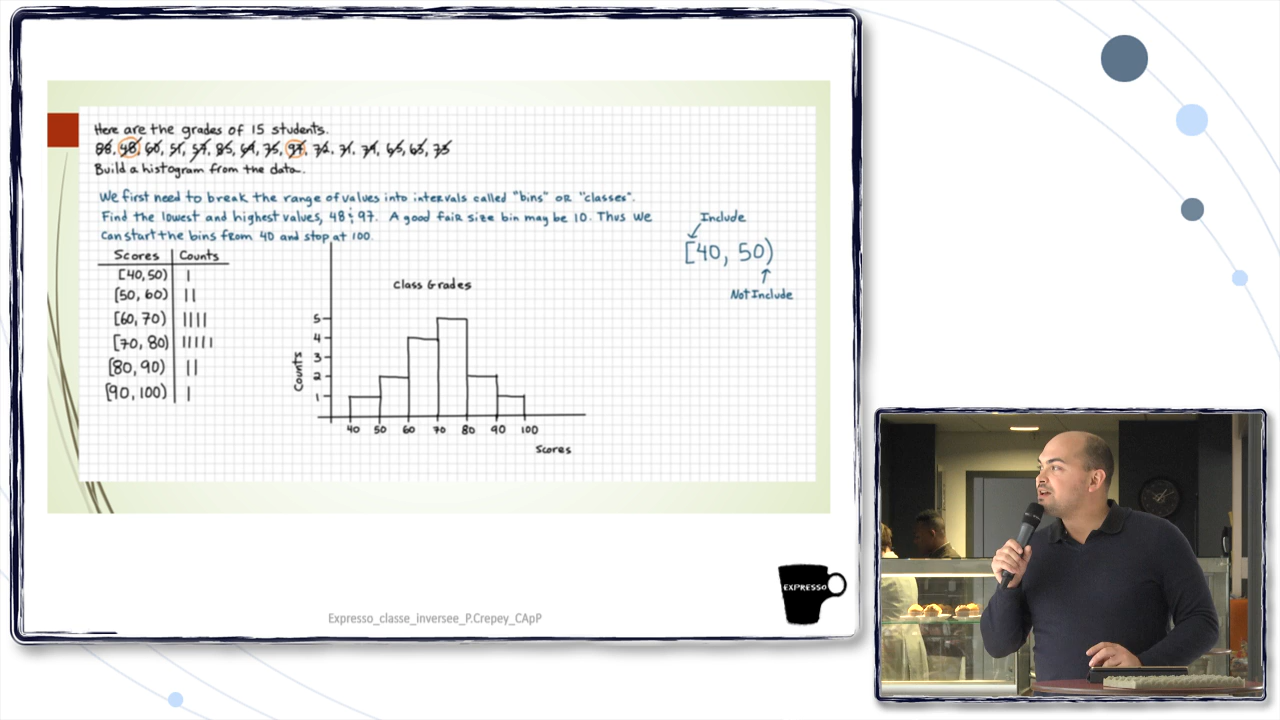 Here are the grades of 15 students.
88, 48, 60, 51, 57, 85, 69, 75, 97, 72, 71, 79, 65, 63, 73
Build a histogram from the data.
We first need to break the range of values into intervals called "bins" or "classes".
Find the lowest and highest values, 48 ; 97. A good fair size bin may be 10. Thus we
can start the bins from 40 and stop at 100.
Include
[40, 50)
Not Include
Scores Counts
[40,50) |
[50, 60) ||
[60, 70) ||||
[70, 80) |||||
[80, 90) ||
[90, 100) |
Class Grades
Counts
5
4
3
2
1
40 50 60 70 80 90 100
Scores
EXPRESSO
Expresso_classe_inversee_P.Crepey_CApP